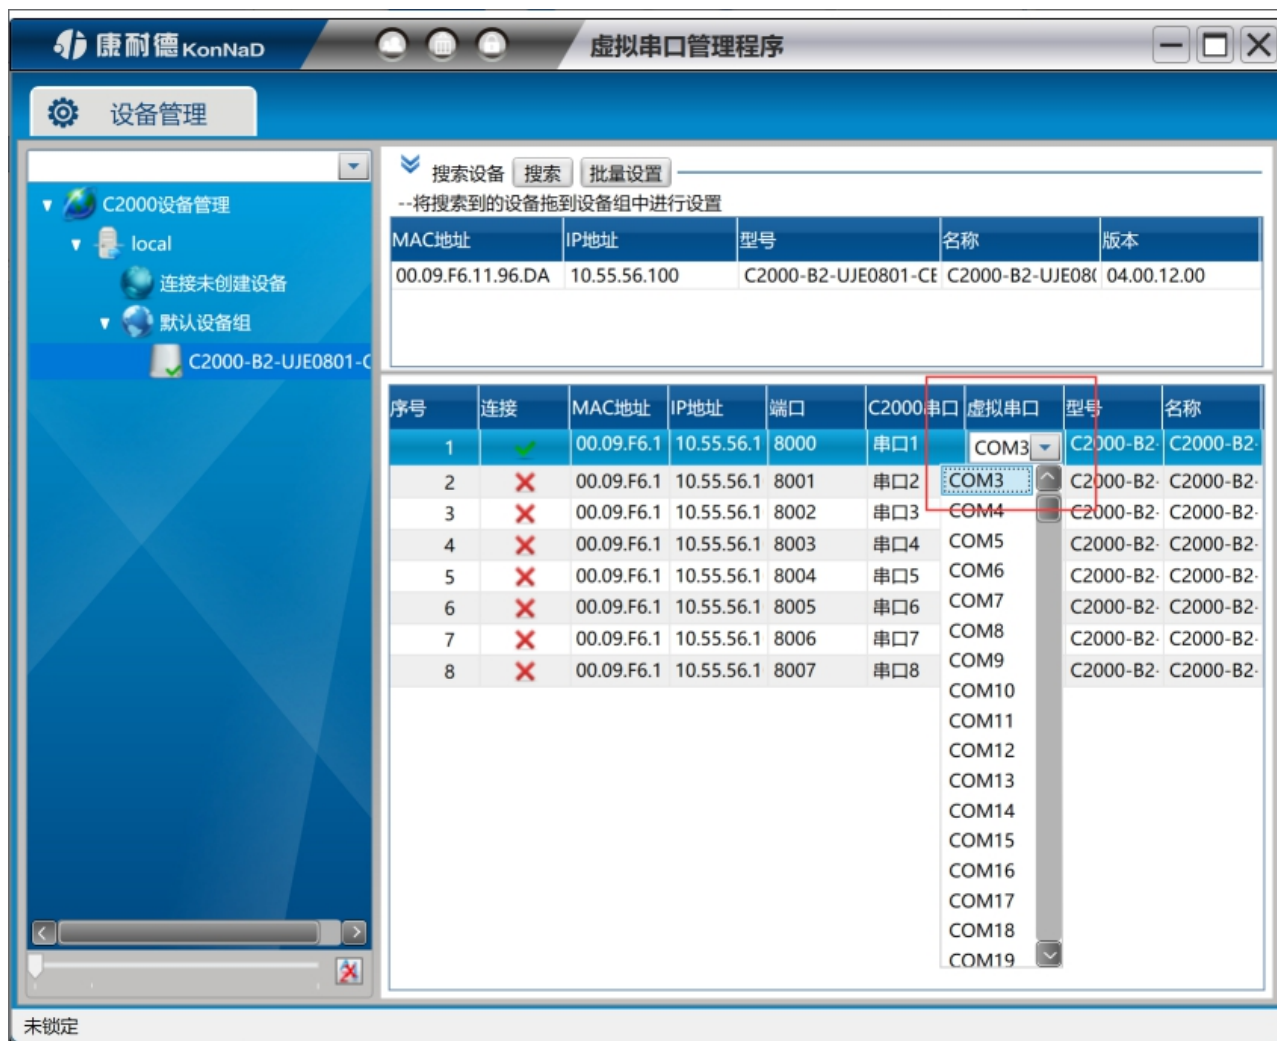 康耐德 KonNaD
虚拟串口管理程序
设备管理
搜索设备 搜索 批量设置
--将搜索到的设备拖到设备组中进行设置
C2000设备管理
local
连接未创建设备
默认设备组
C2000-B2-UJE0801-C
MAC地址 IP地址 型号 名称 版本
00.09.F6.11.96.DA 10.55.56.100 C2000-B2-UJE0801-CE C2000-B2-UJE080 04.00.12.00
序号 连接 MAC地址 IP地址 端口 C2000串口 虚拟串口 型号 名称
1 00.09.F6.1 10.55.56.1 8000 串口1 COM3 C2000-B2- C2000-B2-
2 00.09.F6.1 10.55.56.1 8001 串口2 COM3 C2000-B2- C2000-B2-
3 00.09.F6.1 10.55.56.1 8002 串口3 COM4 C2000-B2- C2000-B2-
4 00.09.F6.1 10.55.56.1 8003 串口4 COM5 C2000-B2- C2000-B2-
5 00.09.F6.1 10.55.56.1 8004 串口5 COM6 C2000-B2- C2000-B2-
6 00.09.F6.1 10.55.56.1 8005 串口6 COM7 C2000-B2- C2000-B2-
7 00.09.F6.1 10.55.56.1 8006 串口7 COM8 C2000-B2- C2000-B2-
8 00.09.F6.1 10.55.56.1 8007 串口8 COM9 C2000-B2- C2000-B2-
COM10
COM11
COM12
COM13
COM14
COM15
COM16
COM17
COM18
COM19
未锁定